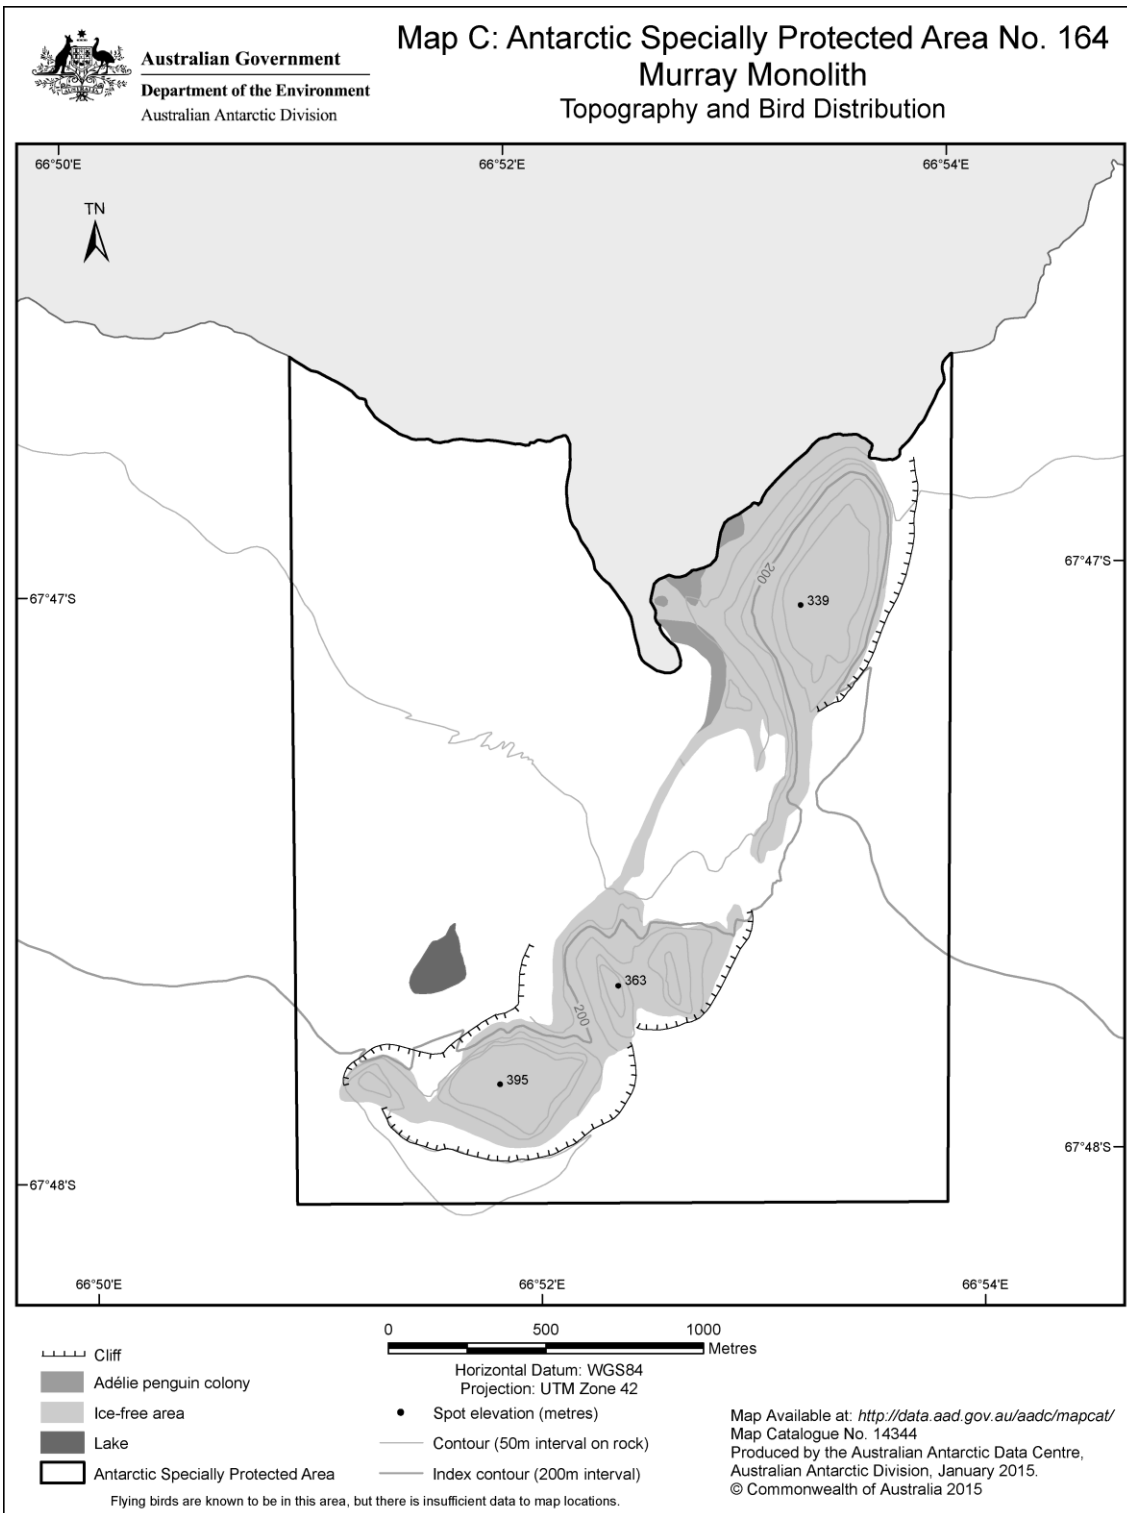 Map C: Antarctic Specially Protected Area No. 164
Murray Monolith
Topography and Bird Distribution
Australian Government
Department of the Environment
Australian Antarctic Division
66°50'E
66°52'E
66°54'E
TN
67°47'S
67°47'S
200
339
363
200
395
67°48'S
67°48'S
66°50'E
66°52'E
66°54'E
0 500 1000
Metres
Horizontal Datum: WGS84
Projection: UTM Zone 42
Cliff
Adélie penguin colony
Ice-free area
Lake
Antarctic Specially Protected Area
Spot elevation (metres)
Contour (50m interval on rock)
Index contour (200m interval)
Flying birds are known to be in this area, but there is insufficient data to map locations.
Map Available at: http://data.aad.gov.au/aadc/mapcat/
Map Catalogue No. 14344
Produced by the Australian Antarctic Data Centre,
Australian Antarctic Division, January 2015.
© Commonwealth of Australia 2015